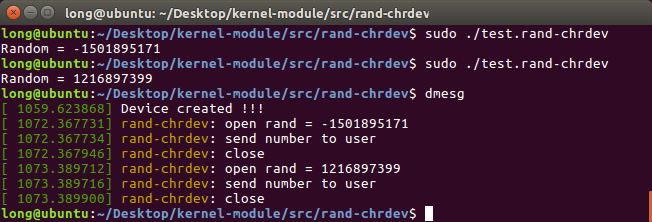 long@ubuntu: ~/Desktop/kernel-module/src/rand-chrdev
long@ubuntu:~/Desktop/kernel-module/src/rand-chrdev$ sudo ./test.rand-chrdev
Random = -1501895171
long@ubuntu:~/Desktop/kernel-module/src/rand-chrdev$ sudo ./test.rand-chrdev
Random = 1216897399
long@ubuntu:~/Desktop/kernel-module/src/rand-chrdev$ dmesg
[ 1059.623868] Device created !!!
[ 1072.367731] rand-chrdev: open rand = -1501895171
[ 1072.367734] rand-chrdev: send number to user
[ 1072.367946] rand-chrdev: close
[ 1073.389712] rand-chrdev: open rand = 1216897399
[ 1073.389716] rand-chrdev: send number to user
[ 1073.389900] rand-chrdev: close
long@ubuntu:~/Desktop/kernel-module/src/rand-chrdev$